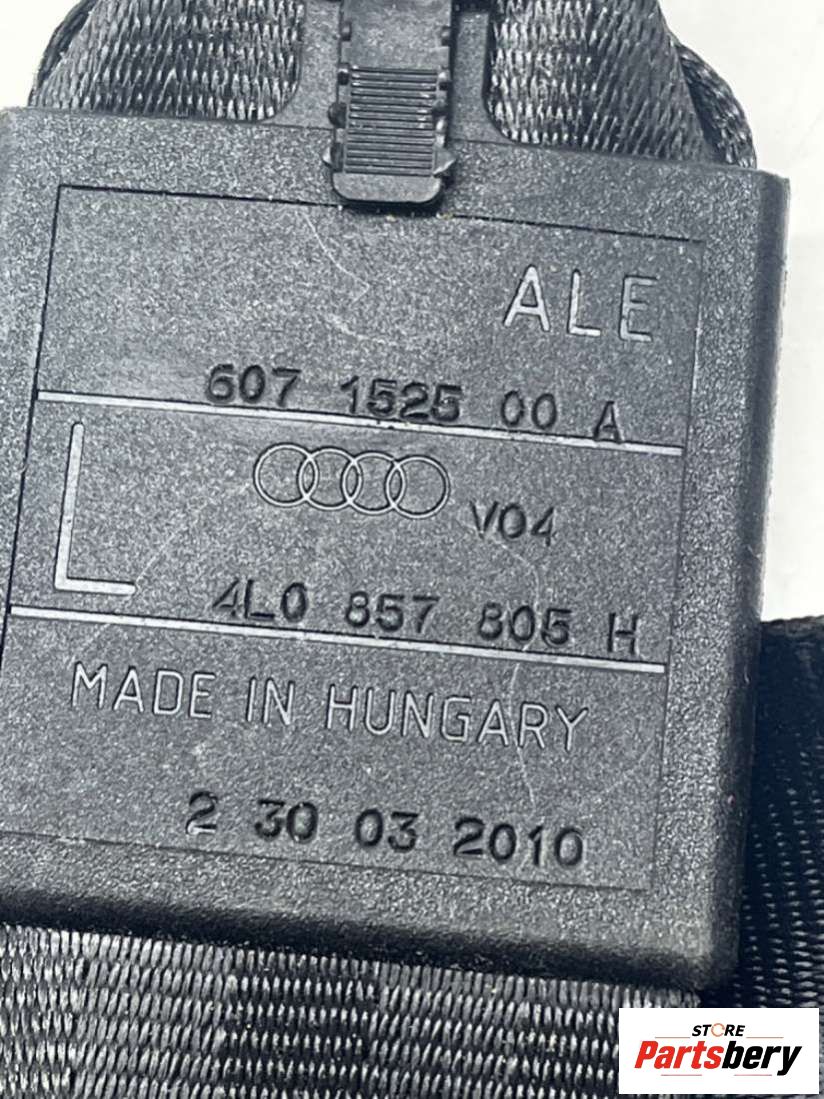 ALE
607 1525 00 A
L
V04
4L0 857 805 H
MADE IN HUNGARY
2 30 03 2010
STORE
Partsbery